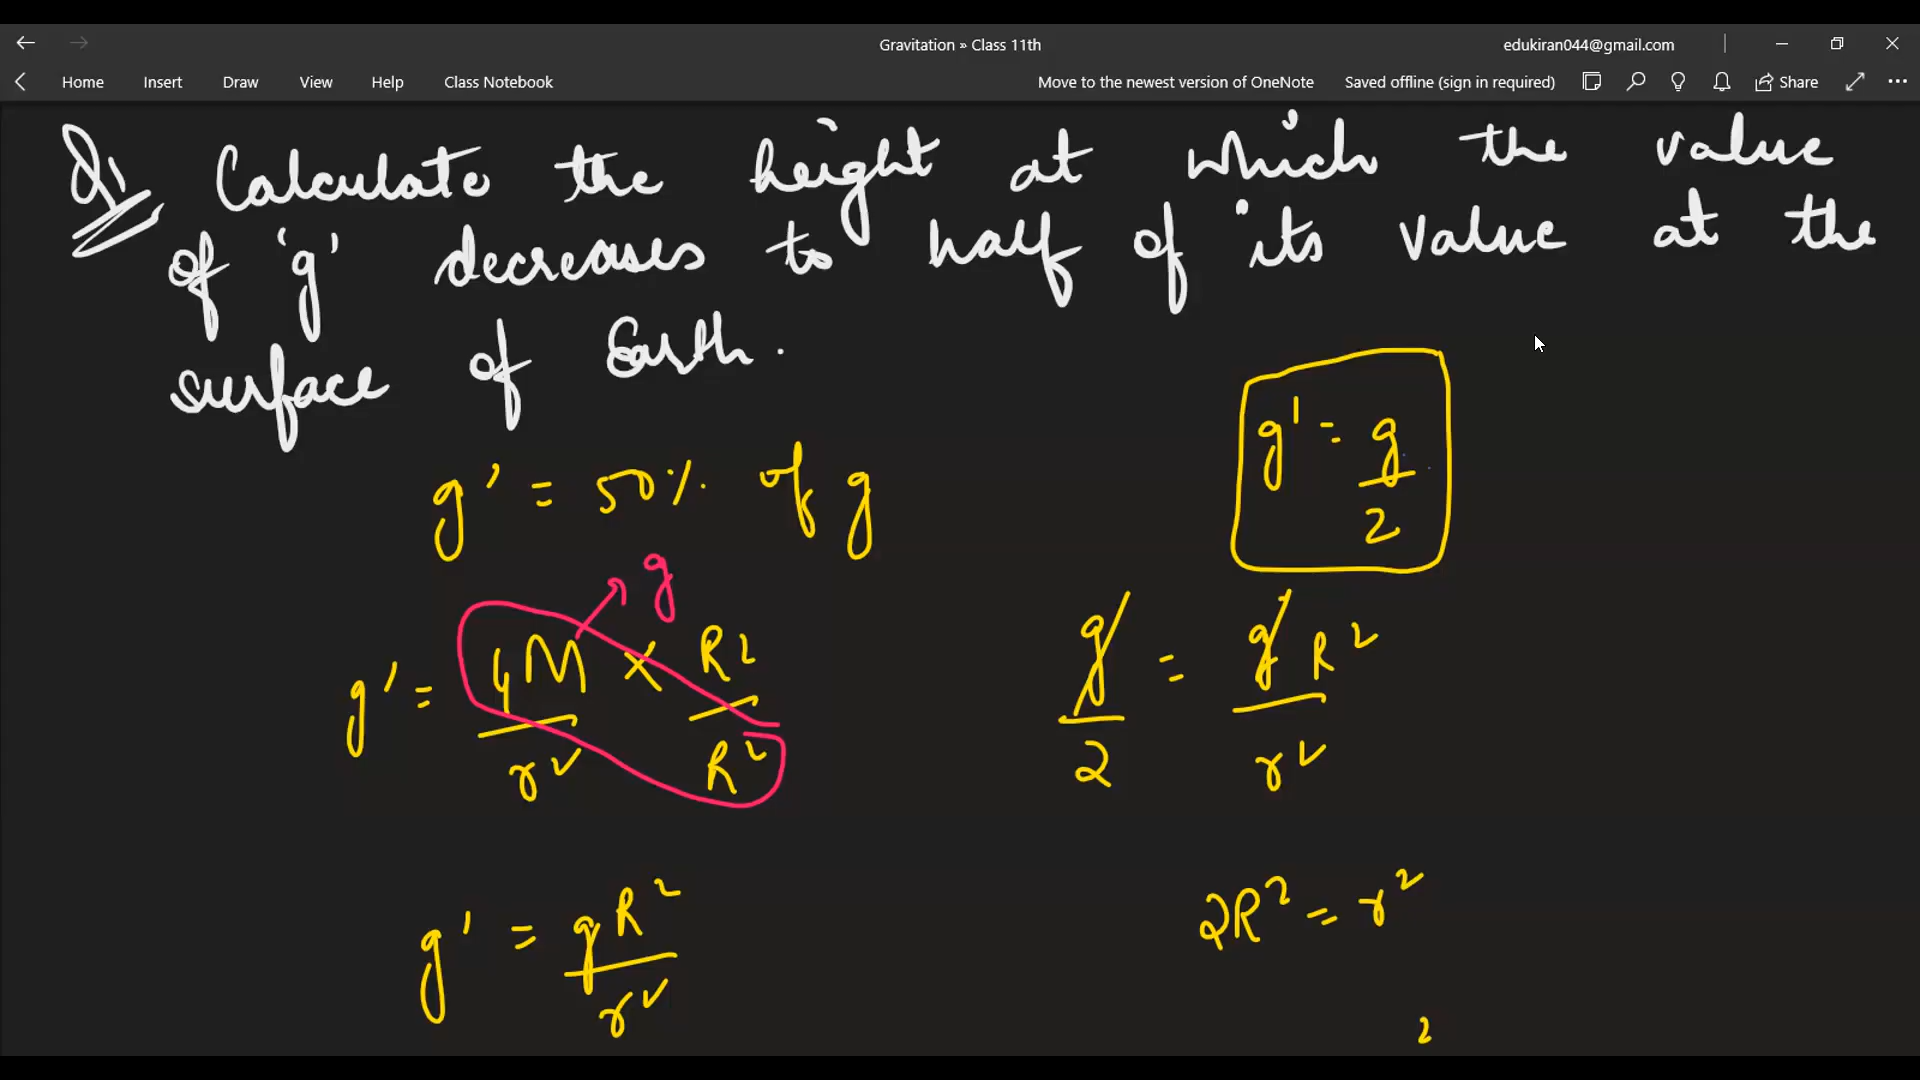 Gravitation » Class 11th
edukiran044@gmail.com
Home Insert Draw View Help Class Notebook
Move to the newest version of OneNote
Saved offline (sign in required)
Share
Q1 Calculate the height at which the value
of 'g' decreases to half of its value at the
surface of Earth.
g' = 50% of g
g' = g/2
g
g' = GM/r² × R²/R²
g/2 = gR²/r²
g' = gR²/r²
2R² = r²
2